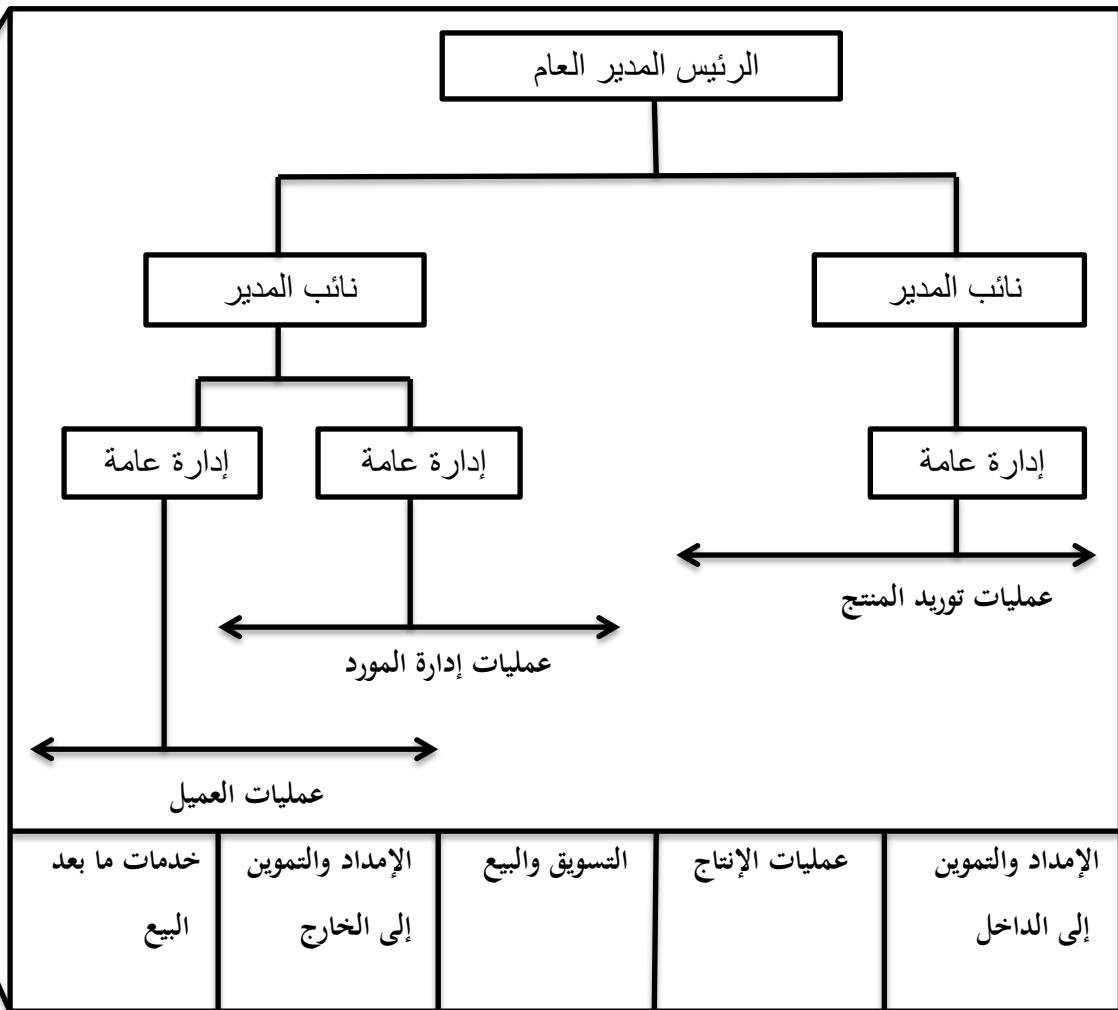 الرئيس المدير العام
نائب المدير
نائب المدير
إدارة عامة
إدارة عامة
إدارة عامة
عمليات توريد المنتج
عمليات إدارة المورد
عمليات العميل
الإمداد والتموين
إلى الداخل
عمليات الإنتاج
التسويق والبيع
الإمداد والتموين
إلى الخارج
خدمات ما بعد
البيع